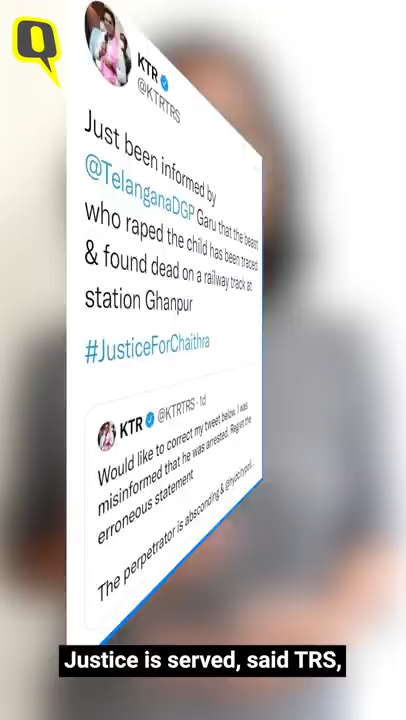 Q
KTR
@KTRTRS
Just been informed by
@TelanganaDGP Garu that the beast
who raped the child has been traced
& found dead on a railway track at
station Ghanpur
#JusticeForChaithra
KTR @KTRTRS · 1d
Would like to correct my tweet below. I was
misinformed that he was arrested. Regret the
erroneous statement
The perpetrator is absconding & @hydcitypoli...
Justice is served, said TRS,